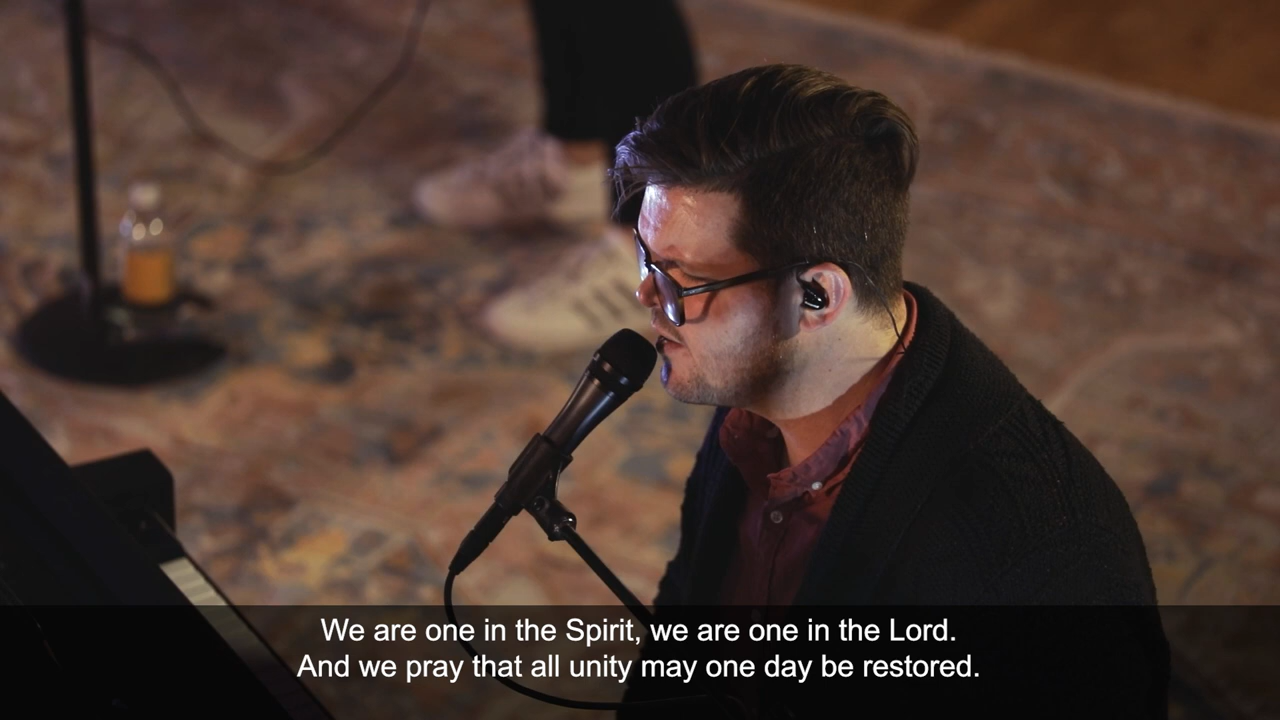 We are one in the Spirit, we are one in the Lord.
And we pray that all unity may one day be restored.